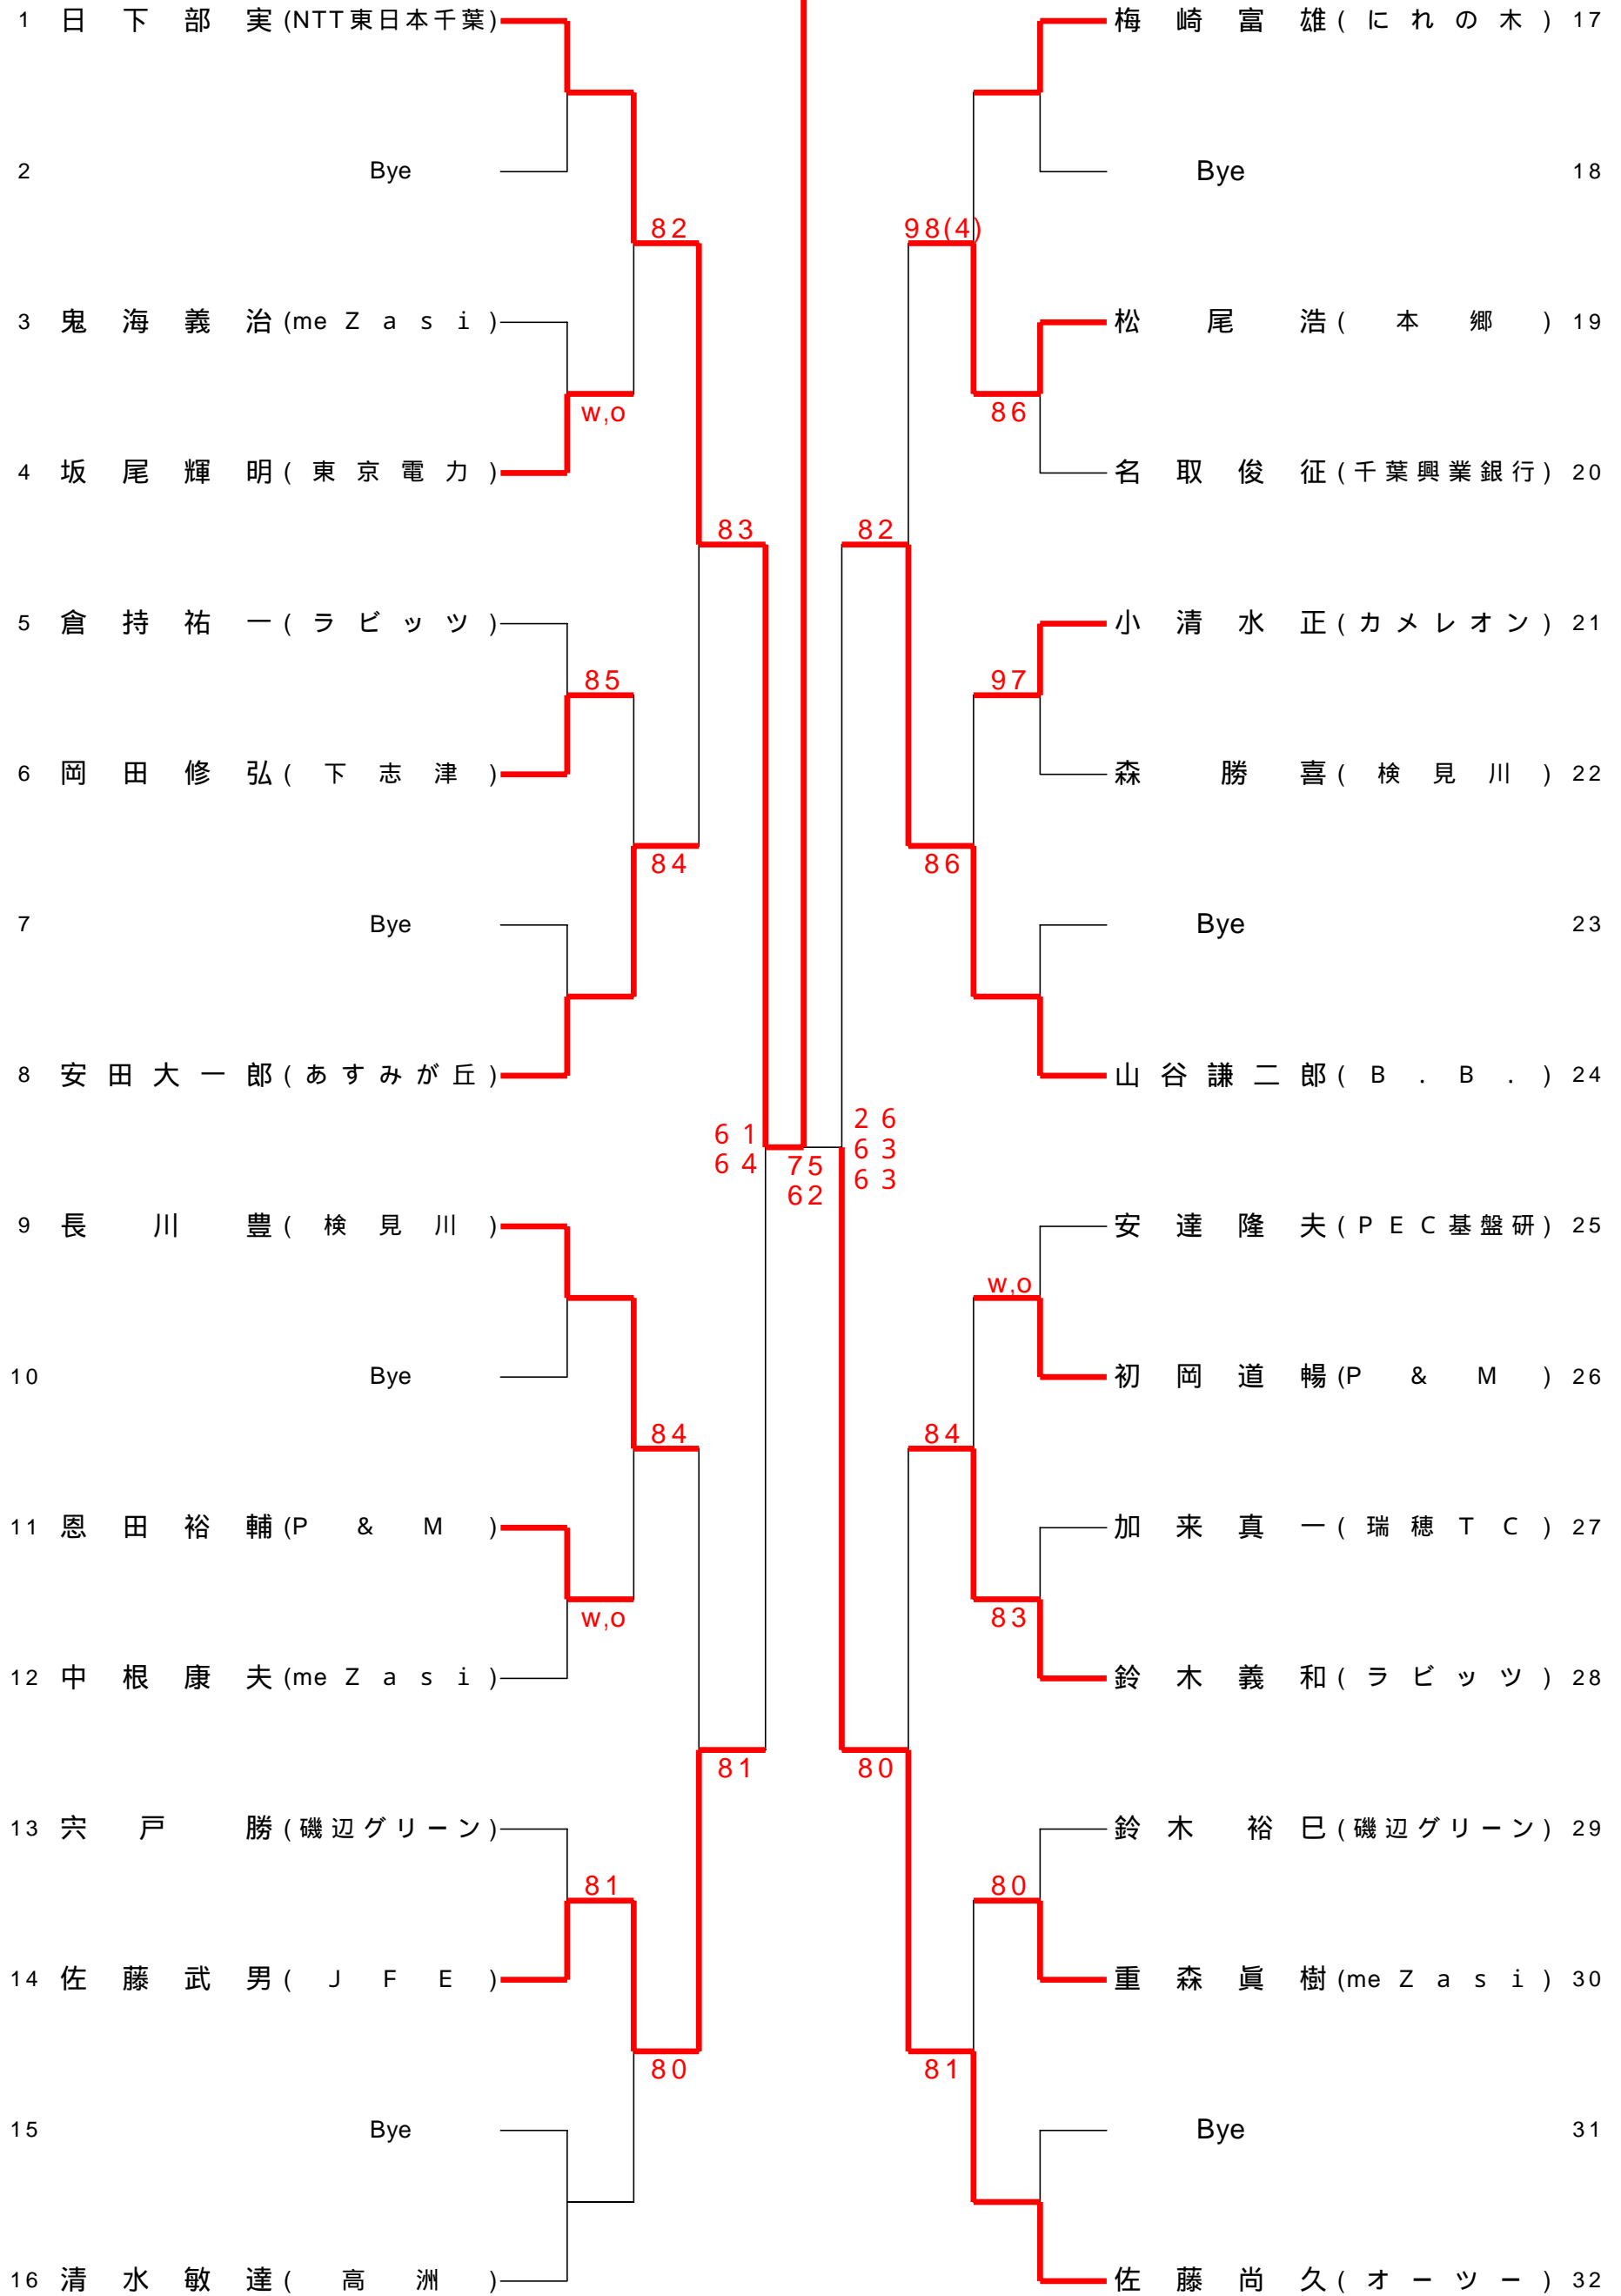 1 日下部実(NTT東日本千葉)
梅崎富雄(にれの木) 17
2 Bye
Bye 18
82
98(4)
3 鬼海義治(meZasi)
松尾浩(本郷) 19
w,o
86
4 坂尾輝明(東京電力)
名取俊征(千葉興業銀行) 20
83
82
5 倉持祐一(ラビッツ)
小清水正(カメレオン) 21
85
97
6 岡田修弘(下志津)
森勝喜(検見川) 22
84
86
7 Bye
Bye 23
8 安田大一郎(あすみが丘)
山谷謙二郎(B.B.) 24
61
64
75
62
26
63
63
9 長川豊(検見川)
安達隆夫(PEC基盤研) 25
w,o
10 Bye
初岡道暢(P&M) 26
84
84
11 恩田裕輔(P&M)
加来真一(瑞穂TC) 27
w,o
83
12 中根康夫(meZasi)
鈴木義和(ラビッツ) 28
81
80
13 宍戸勝(磯辺グリーン)
鈴木裕巳(磯辺グリーン) 29
81
80
14 佐藤武男(JFE)
重森眞樹(meZasi) 30
80
81
15 Bye
Bye 31
16 清水敏達(高洲)
佐藤尚久(オーツー) 32